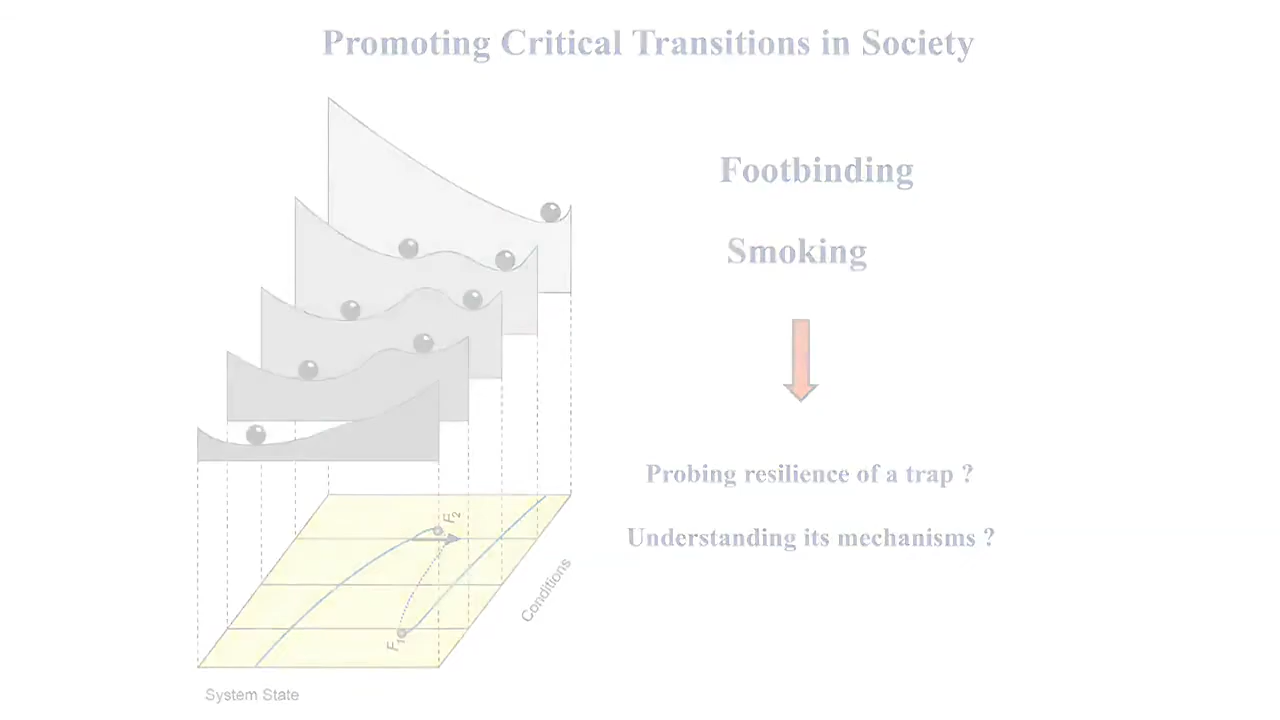 Promoting Critical Transitions in Society
Footbinding
Smoking
Probing resilience of a trap ?
Understanding its mechanisms ?
F2
F1
Conditions
System State